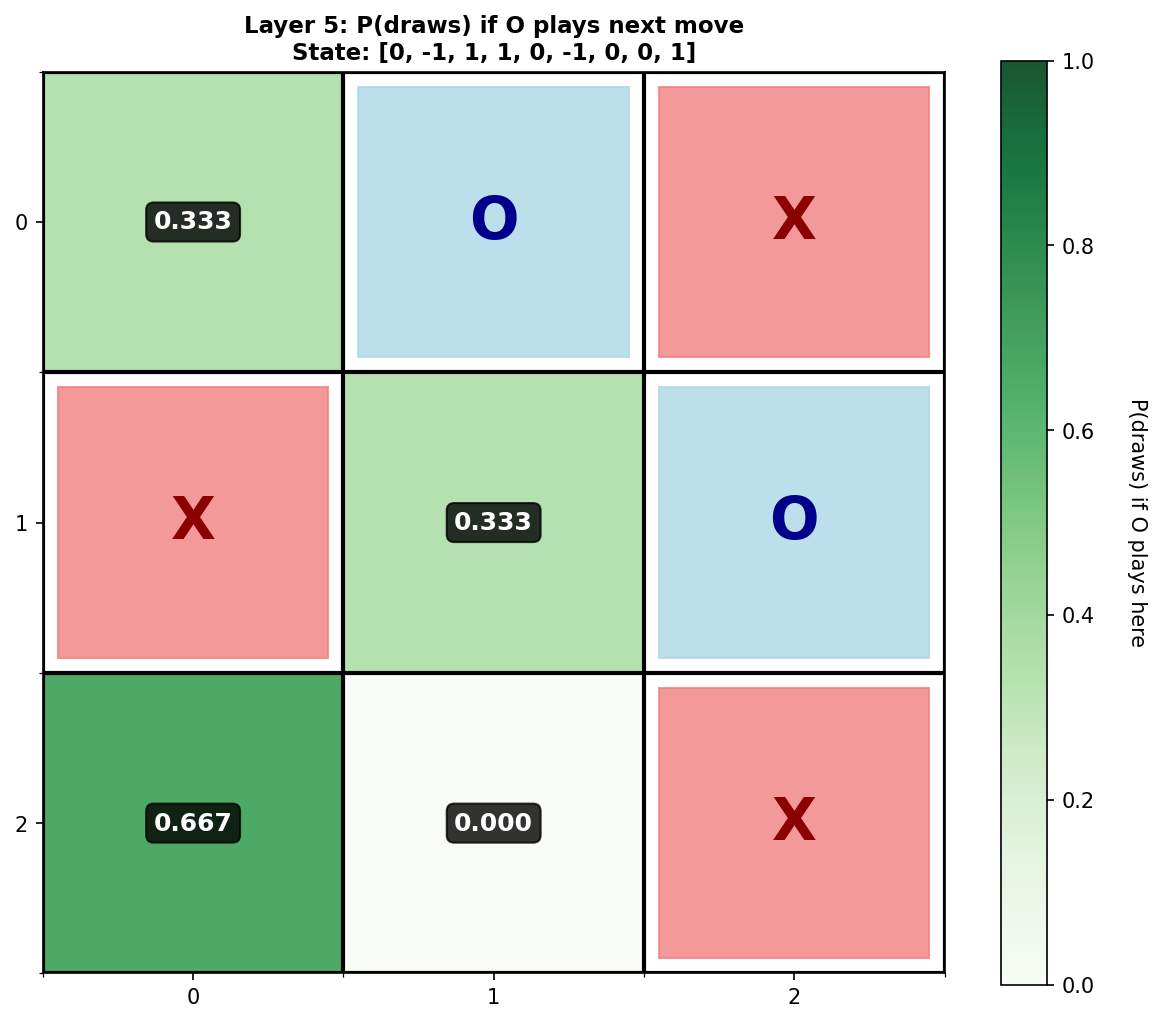 Layer 5: P(draws) if O plays next move
State: [0, -1, 1, 1, 0, -1, 0, 0, 1]
0
0.333
O
X
1
X
0.333
O
2
0.667
0.000
X
0
1
2
1.0
0.8
0.6
0.4
0.2
0.0
P(draws) if O plays here